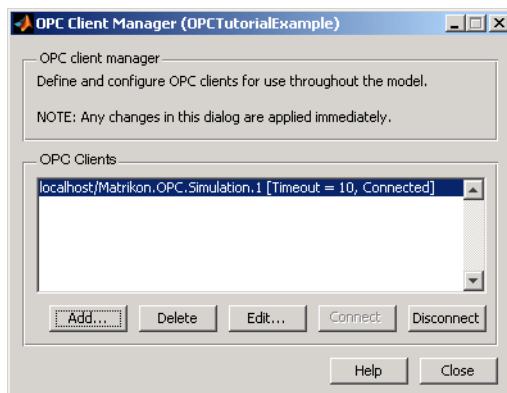 OPC Client Manager (OPCTutorialExample)
OPC client manager
Define and configure OPC clients for use throughout the model.
NOTE: Any changes in this dialog are applied immediately.
OPC Clients
localhost/Matrikon.OPC.Simulation.1 [Timeout = 10, Connected]
Add... Delete Edit... Connect Disconnect
Help Close